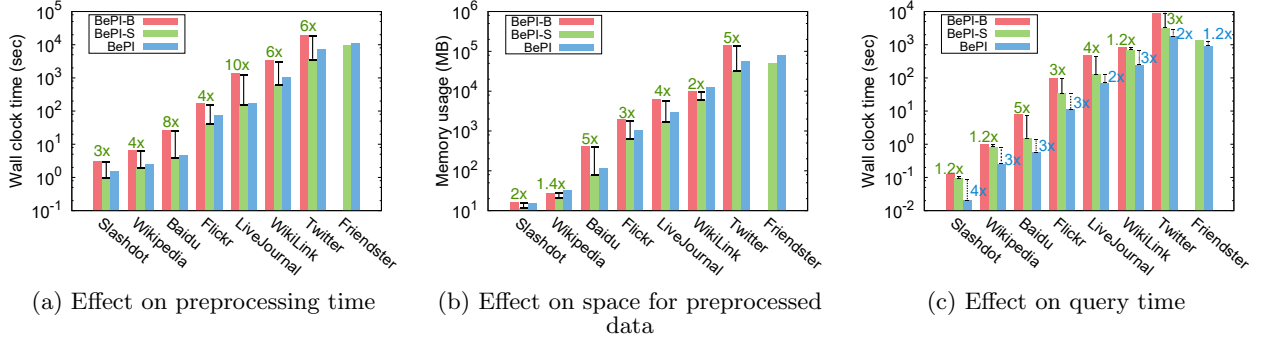 Wall clock time (sec)
10^5
10^4
10^3
10^2
10^1
10^0
10^-1
BePI-B
BePI-S
BePI
3x
4x
8x
4x
10x
6x
6x
Slashdot
Wikipedia
Baidu
Flickr
LiveJournal
WikiLink
Twitter
Friendster
(a) Effect on preprocessing time
Memory usage (MB)
10^6
10^5
10^4
10^3
10^2
10^1
BePI-B
BePI-S
BePI
2x
1.4x
5x
3x
4x
2x
5x
Slashdot
Wikipedia
Baidu
Flickr
LiveJournal
WikiLink
Twitter
Friendster
(b) Effect on space for preprocessed
data
Wall clock time (sec)
10^4
10^3
10^2
10^1
10^0
10^-1
10^-2
BePI-B
BePI-S
BePI
1.2x
4x
1.2x
3x
5x
3x
3x
3x
4x
2x
1.2x
3x
3x
2x
1.2x
Slashdot
Wikipedia
Baidu
Flickr
LiveJournal
WikiLink
Twitter
Friendster
(c) Effect on query time